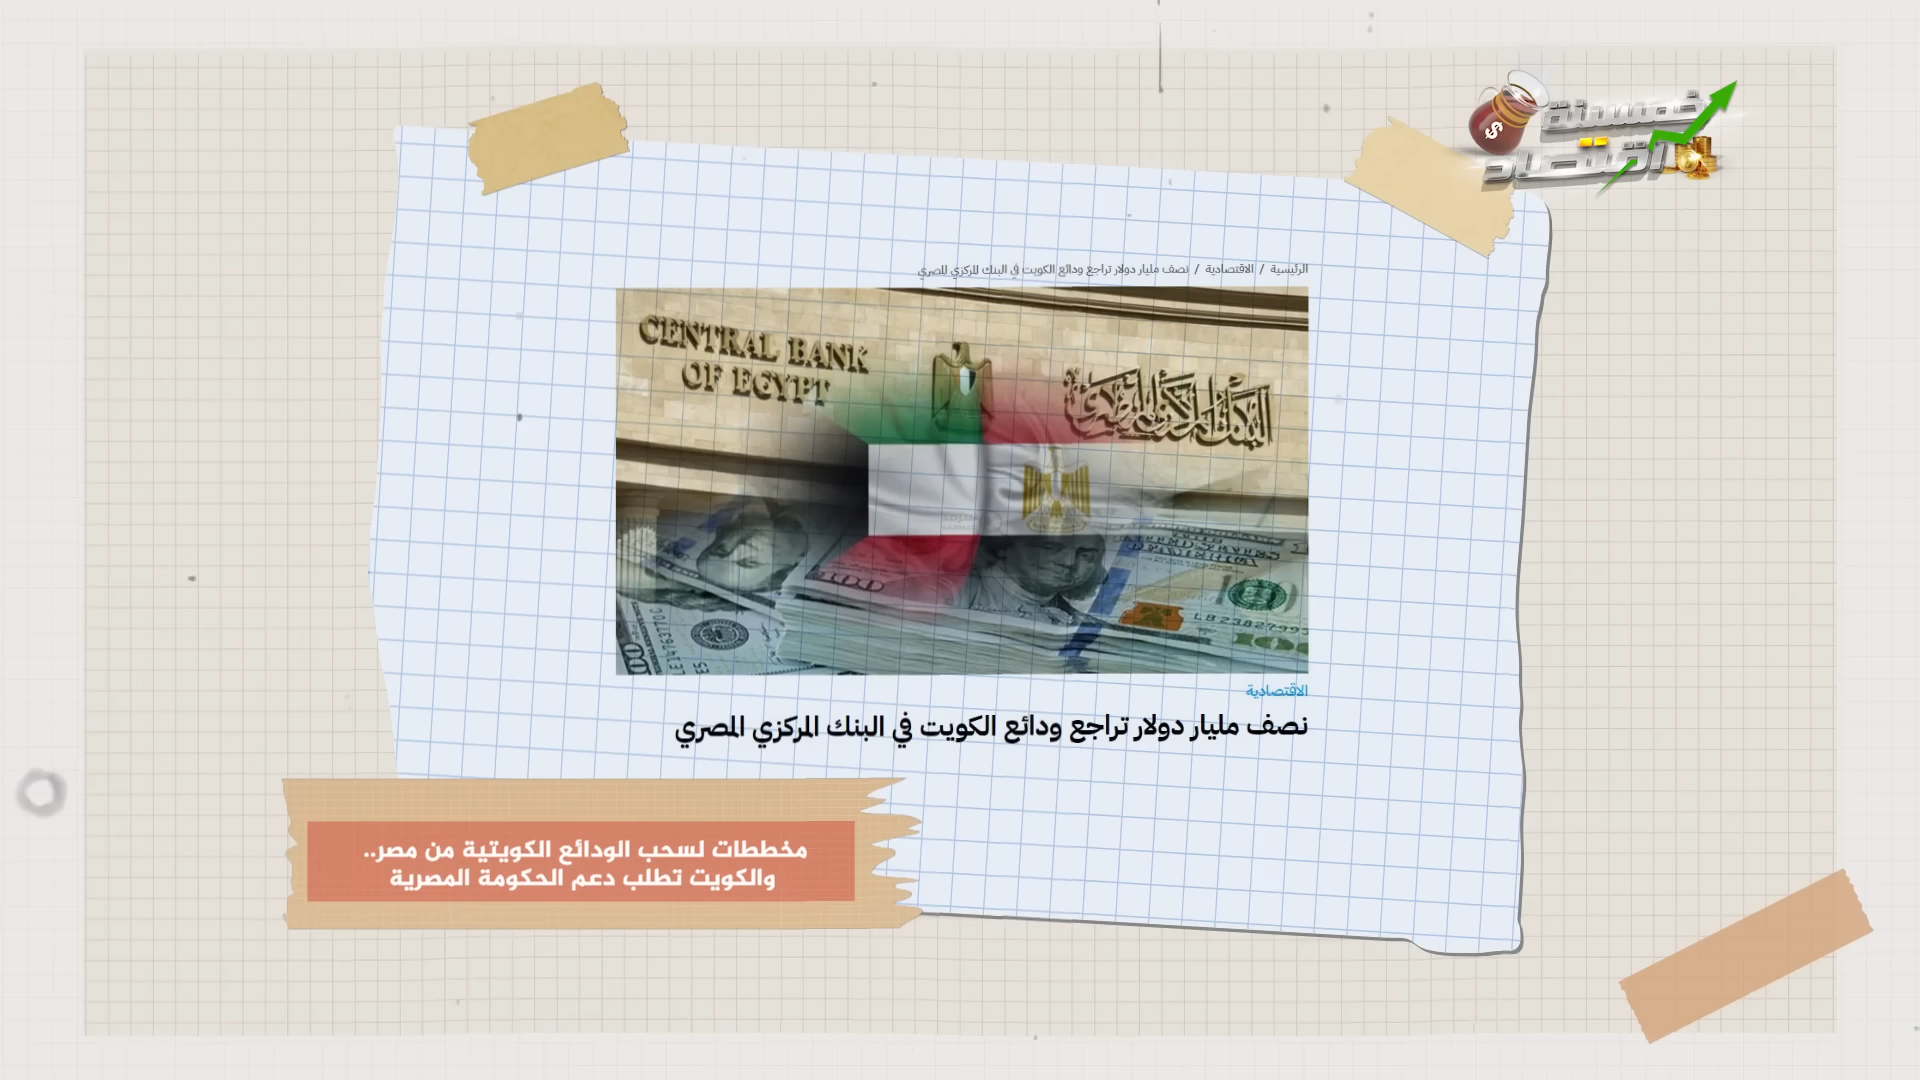 خمسينة
اقتصاد
الرئيسية / الاقتصادية / نصف مليار دولار تراجع ودائع الكويت في البنك المركزي المصري
CENTRAL BANK
OF EGYPT
البنك المركزي المصري
100
LB23827993
الاقتصادية
نصف مليار دولار تراجع ودائع الكويت في البنك المركزي المصري
مخططات لسحب الودائع الكويتية من مصر..
والكويت تطلب دعم الحكومة المصرية